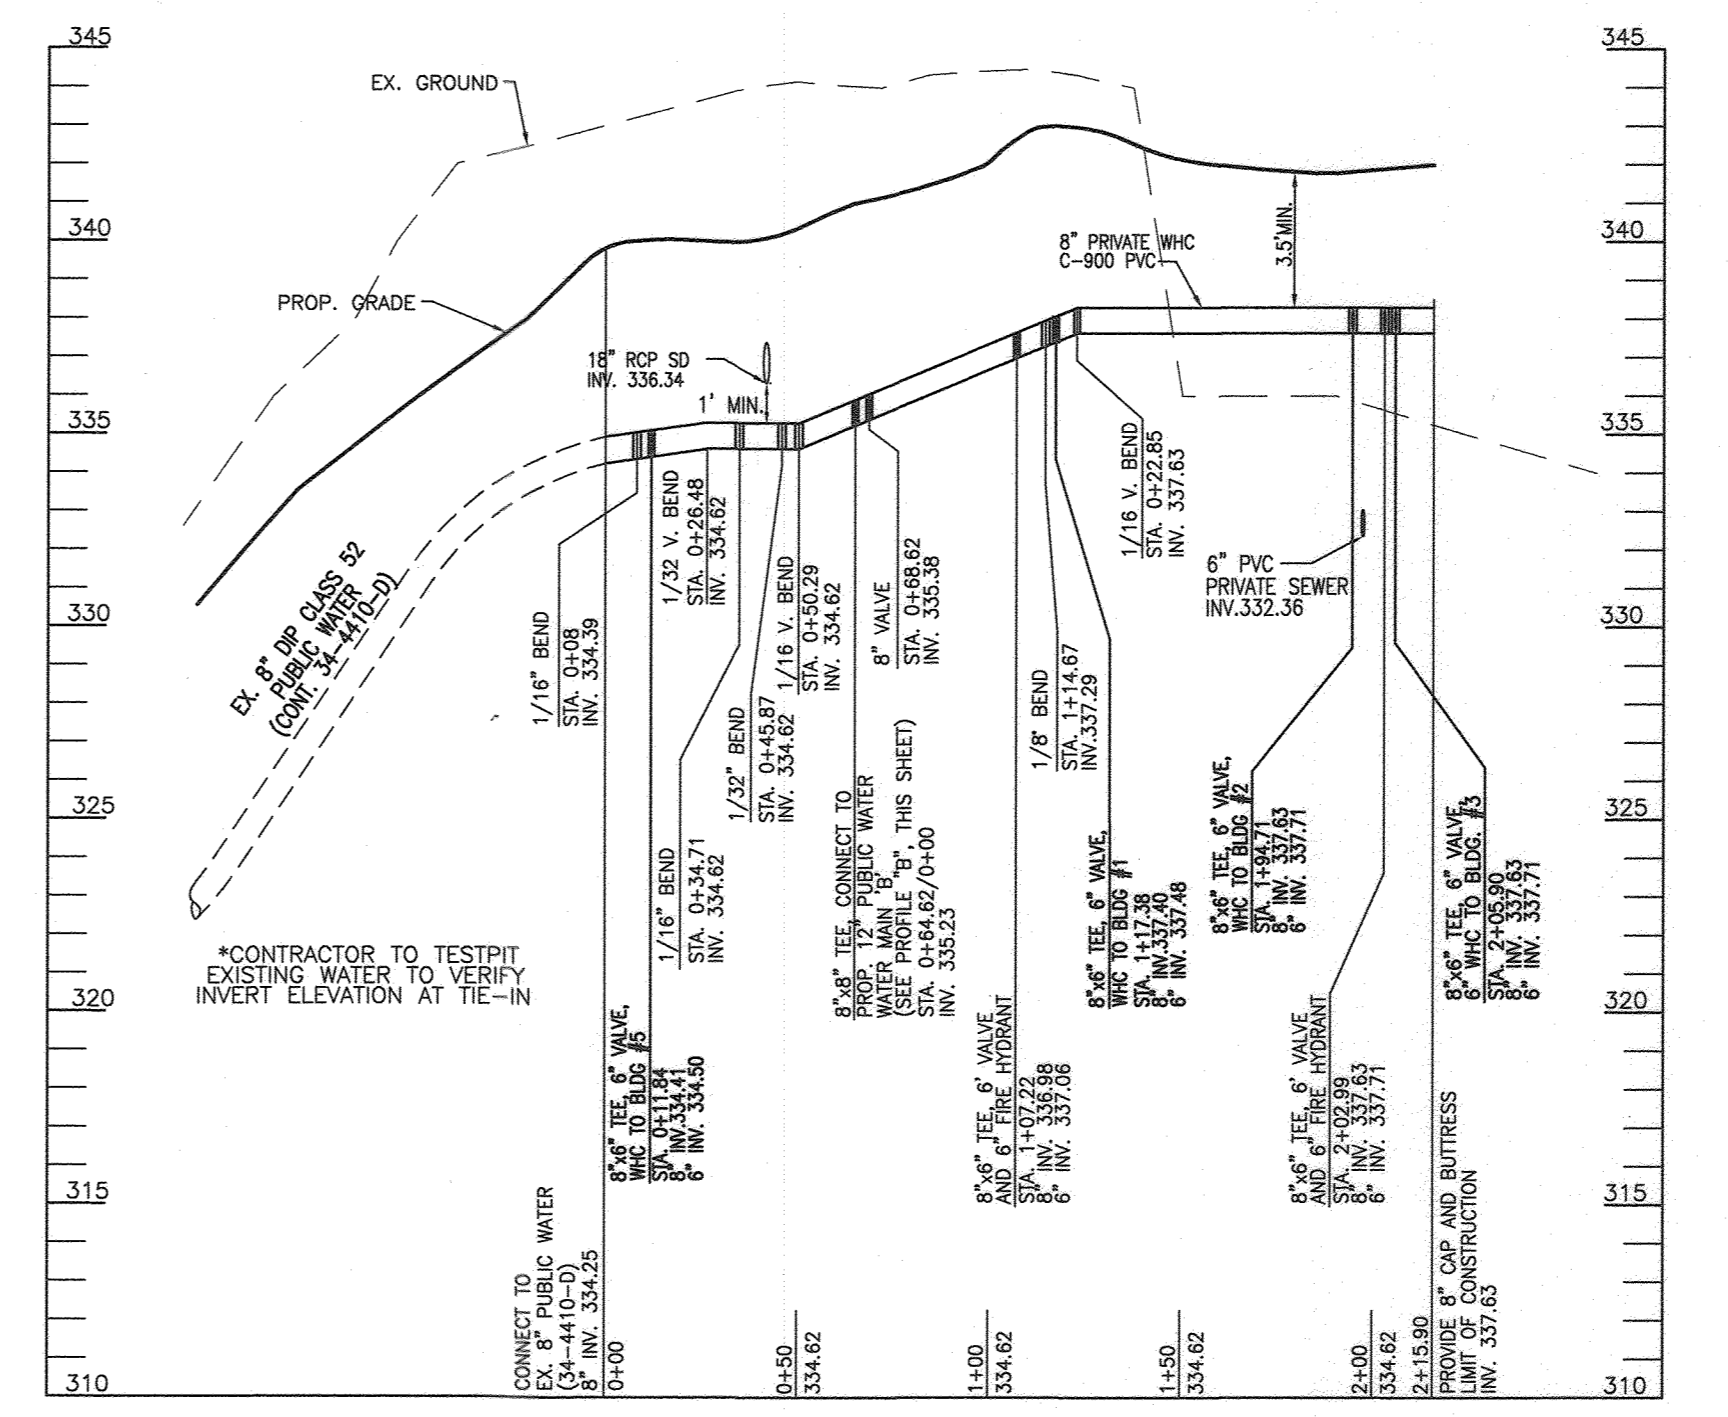 345
345
EX. GROUND
340
340
8" PRIVATE WHC
C-900 PVC
3.5'MIN.
PROP. GRADE
18" RCP SD
INV. 336.34
1' MIN.
335
335
EX. 8" DIP CLASS 52
PUBLIC WATER
(CONT. 34-4410-D)
1/16" BEND
STA. 0+08
INV. 334.39
1/32 V. BEND
STA. 0+26.48
INV. 334.62
1/16 V. BEND
STA. 0+50.29
INV. 334.62
8" VALVE
STA. 0+68.62
INV. 335.38
1/16 V. BEND
STA. 0+22.85
INV. 337.63
6" PVC
PRIVATE SEWER
INV.332.36
330
330
1/32" BEND
STA. 0+45.87
INV. 334.62
1/8" BEND
STA. 1+14.67
INV.337.29
325
325
1/16" BEND
STA. 0+34.71
INV. 334.62
8"x8" TEE, CONNECT TO
PROP. 12" PUBLIC WATER
WATER MAIN 'B'
(SEE PROFILE "B", THIS SHEET)
STA. 0+64.62/0+00
INV. 335.23
8"x6" TEE, 6" VALVE,
WHC TO BLDG #1
STA. 1+17.38
8" INV.337.40
6" INV. 337.48
8"x6" TEE, 6" VALVE,
WHC TO BLDG #2
STA. 1+94.71
8" INV. 337.63
6" INV. 337.71
8"x6" TEE, 6" VALVE,
6" WHC TO BLDG. #3
STA. 2+05.90
8" INV. 337.63
6" INV. 337.71
*CONTRACTOR TO TESTPIT
EXISTING WATER TO VERIFY
INVERT ELEVATION AT TIE-IN
320
320
8"x6" TEE, 6" VALVE,
WHC TO BLDG #5
STA. 0+11.84
8" INV.334.41
6" INV. 334.50
8"x6" TEE, 6' VALVE
AND 6" FIRE HYDRANT
STA. 1+07.22
8" INV. 336.98
6" INV. 337.06
8"x6" TEE, 6' VALVE
AND 6" FIRE HYDRANT
STA. 2+02.99
8" INV. 337.63
6" INV. 337.71
315
315
CONNECT TO
EX. 8" PUBLIC WATER
(34-4410-D)
8" INV. 334.25
0+00
0+50
334.62
1+00
334.62
1+50
334.62
2+00
334.62
2+15.90
PROVIDE 8" CAP AND BUTTRESS
LIMIT OF CONSTRUCTION
INV. 337.63
310
310